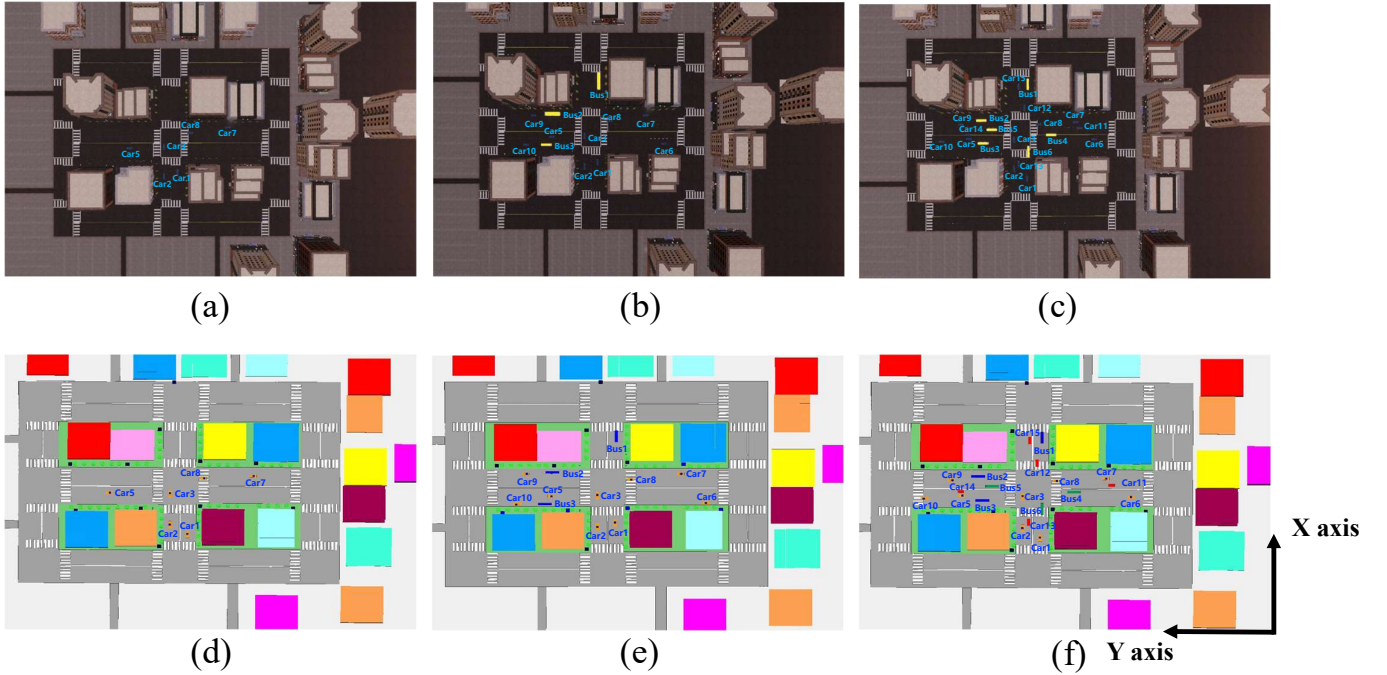 Car8
Car7
Car3
Car5
Car2
Car1
Bus1
Bus2
Car9
Car8
Car7
Car5
Car3
Car10
Bus3
Car6
Car2
Car1
Car15
Bus1
Car12
Car9
Bus2
Car7
Car14
Bus5
Car8
Car11
Car3
Bus4
Car10
Car5
Bus3
Car6
Bus6
Car13
Car2
Car1
(a)
(b)
(c)
Car8
Car7
Car5
Car3
Car1
Car2
Bus1
Bus2
Car9
Car8
Car7
Car10
Car5
Car3
Bus3
Car6
Car2
Car1
Car15
Bus1
Car12
Car9
Bus2
Car7
Car14
Bus5
Car8
Car11
Car10
Car5
Bus3
Car3
Bus4
Car6
Bus6
Car13
Car2
Car1
X axis
Y axis
(d)
(e)
(f)